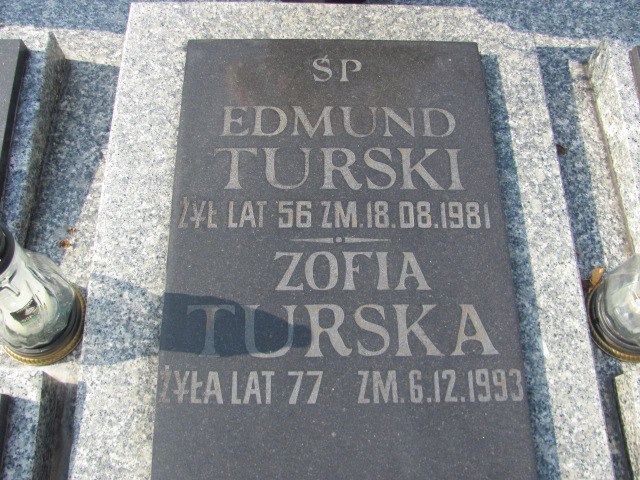 ŚP
EDMUND
TURSKI
ŻYŁ LAT 56 ZM. 18.08.1981
ZOFIA
TURSKA
ŻYŁA LAT 77 ZM. 6.12.1993